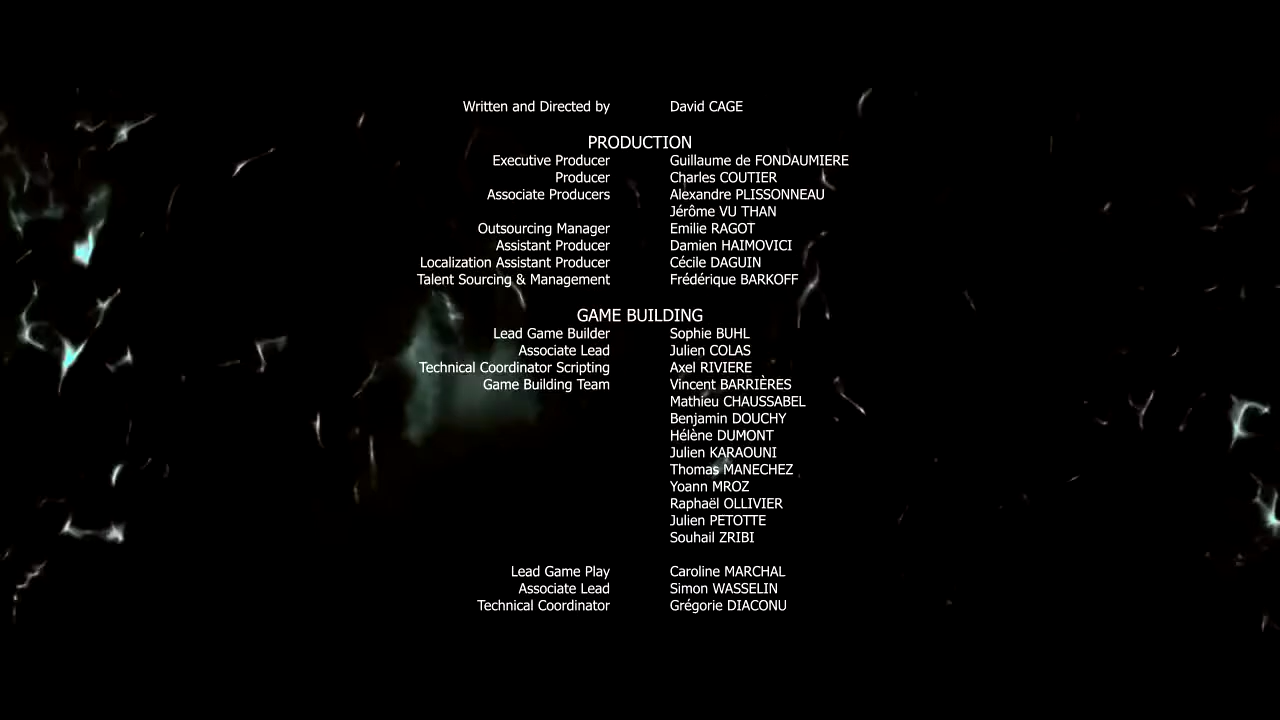 Written and Directed by David CAGE
PRODUCTION
Executive Producer Guillaume de FONDAUMIERE
Producer Charles COUTIER
Associate Producers Alexandre PLISSONNEAU
Jérôme VU THAN
Outsourcing Manager Emilie RAGOT
Assistant Producer Damien HAIMOVICI
Localization Assistant Producer Cécile DAGUIN
Talent Sourcing & Management Frédérique BARKOFF
GAME BUILDING
Lead Game Builder Sophie BUHL
Associate Lead Julien COLAS
Technical Coordinator Scripting Axel RIVIERE
Game Building Team Vincent BARRIÈRES
Mathieu CHAUSSABEL
Benjamin DOUCHY
Hélène DUMONT
Julien KARAOUNI
Thomas MANECHEZ
Yoann MROZ
Raphaël OLLIVIER
Julien PETOTTE
Souhail ZRIBI
Lead Game Play Caroline MARCHAL
Associate Lead Simon WASSELIN
Technical Coordinator Grégorie DIACONU